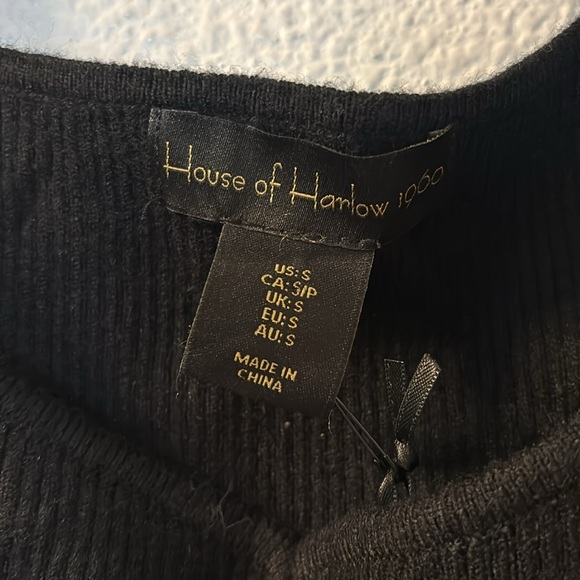 House of Harlow 1960
US: S
CA: S/P
UK: S
EU: S
AU: S
MADE IN
CHINA